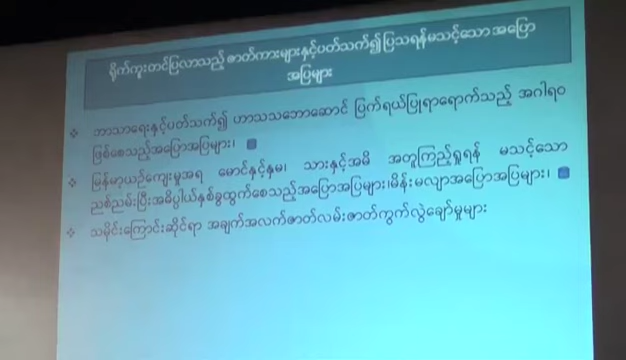 ရိုက်ကူးတင်ပြလာသည့် ဇာတ်ကားများနှင့်ပတ်သက်၍ ပြသရန်မသင့်သော အပြော
အပြများ
❖ ဘာသာရေးနှင့်ပတ်သက်၍ ဟာသသဘောဆောင် ပြက်ရယ်ပြုရာရောက်သည့် အဂါရဝ
ဖြစ်စေသည့်အပြောအပြများ၊
❖ မြန်မာ့ယဉ်ကျေးမှုအရ မောင်နှင့်နှမ၊ သားနှင့်အမိ အတူကြည့်ရှုရန် မသင့်သော
ညစ်ညမ်းပြီးအဓိပ္ပါယ်နှစ်ခွထွက်စေသည့်အပြောအပြများ၊မိန်းမလျာအပြောအပြများ၊
❖ သမိုင်းကြောင်းဆိုင်ရာ အချက်အလက်ဇာတ်လမ်းဇာတ်ကွက်လွဲချော်မှုများ